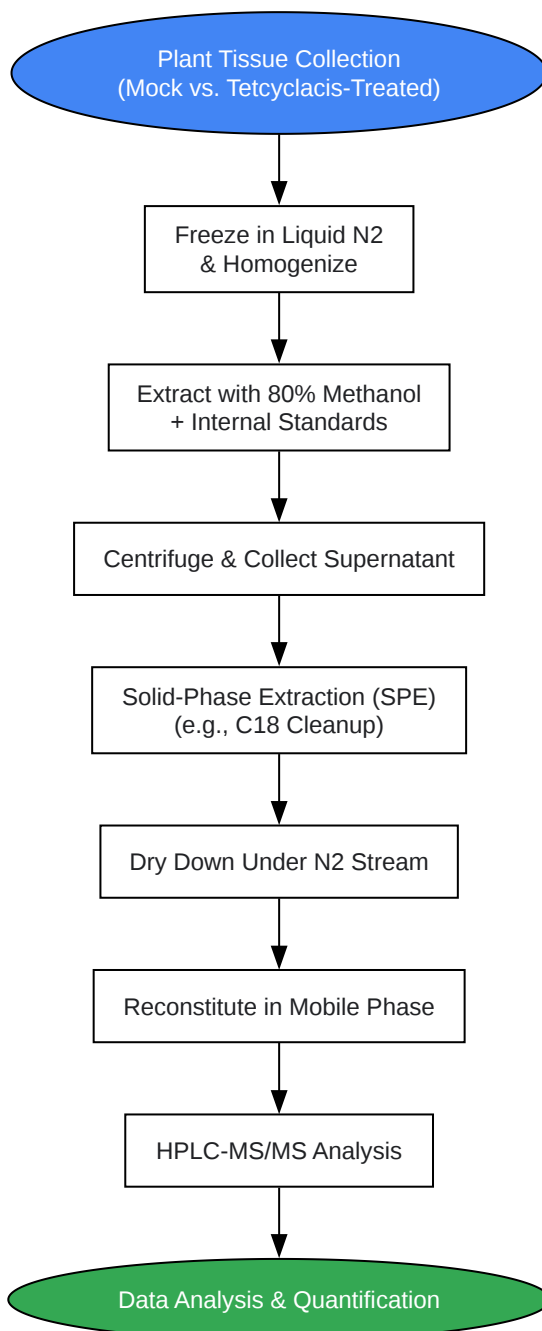 Plant Tissue Collection
(Mock vs. Tetcyclacis-Treated)
Freeze in Liquid N2
& Homogenize
Extract with 80% Methanol
+ Internal Standards
Centrifuge & Collect Supernatant
Solid-Phase Extraction (SPE)
(e.g., C18 Cleanup)
Dry Down Under N2 Stream
Reconstitute in Mobile Phase
HPLC-MS/MS Analysis
Data Analysis & Quantification